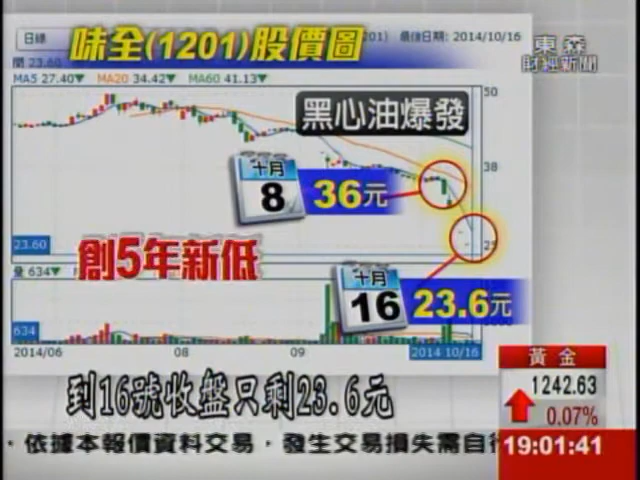 日線
味全(1201)股價圖
201) 最後日期: 2014/10/16
東森
財經新聞
開 23.60
MA5 27.40▼ MA20 34.42▼ MA60 41.13▼
50
黑心油爆發
38
十月
8
36元
23.60
25
創5年新低
量 634▼
十月
16
23.6元
634
2014/06
08
09
2014 10/16
黃金
1242.63
0.07%
到16號收盤只剩23.6元
。依據本報價資料交易,發生交易損失需自行
19:01:41